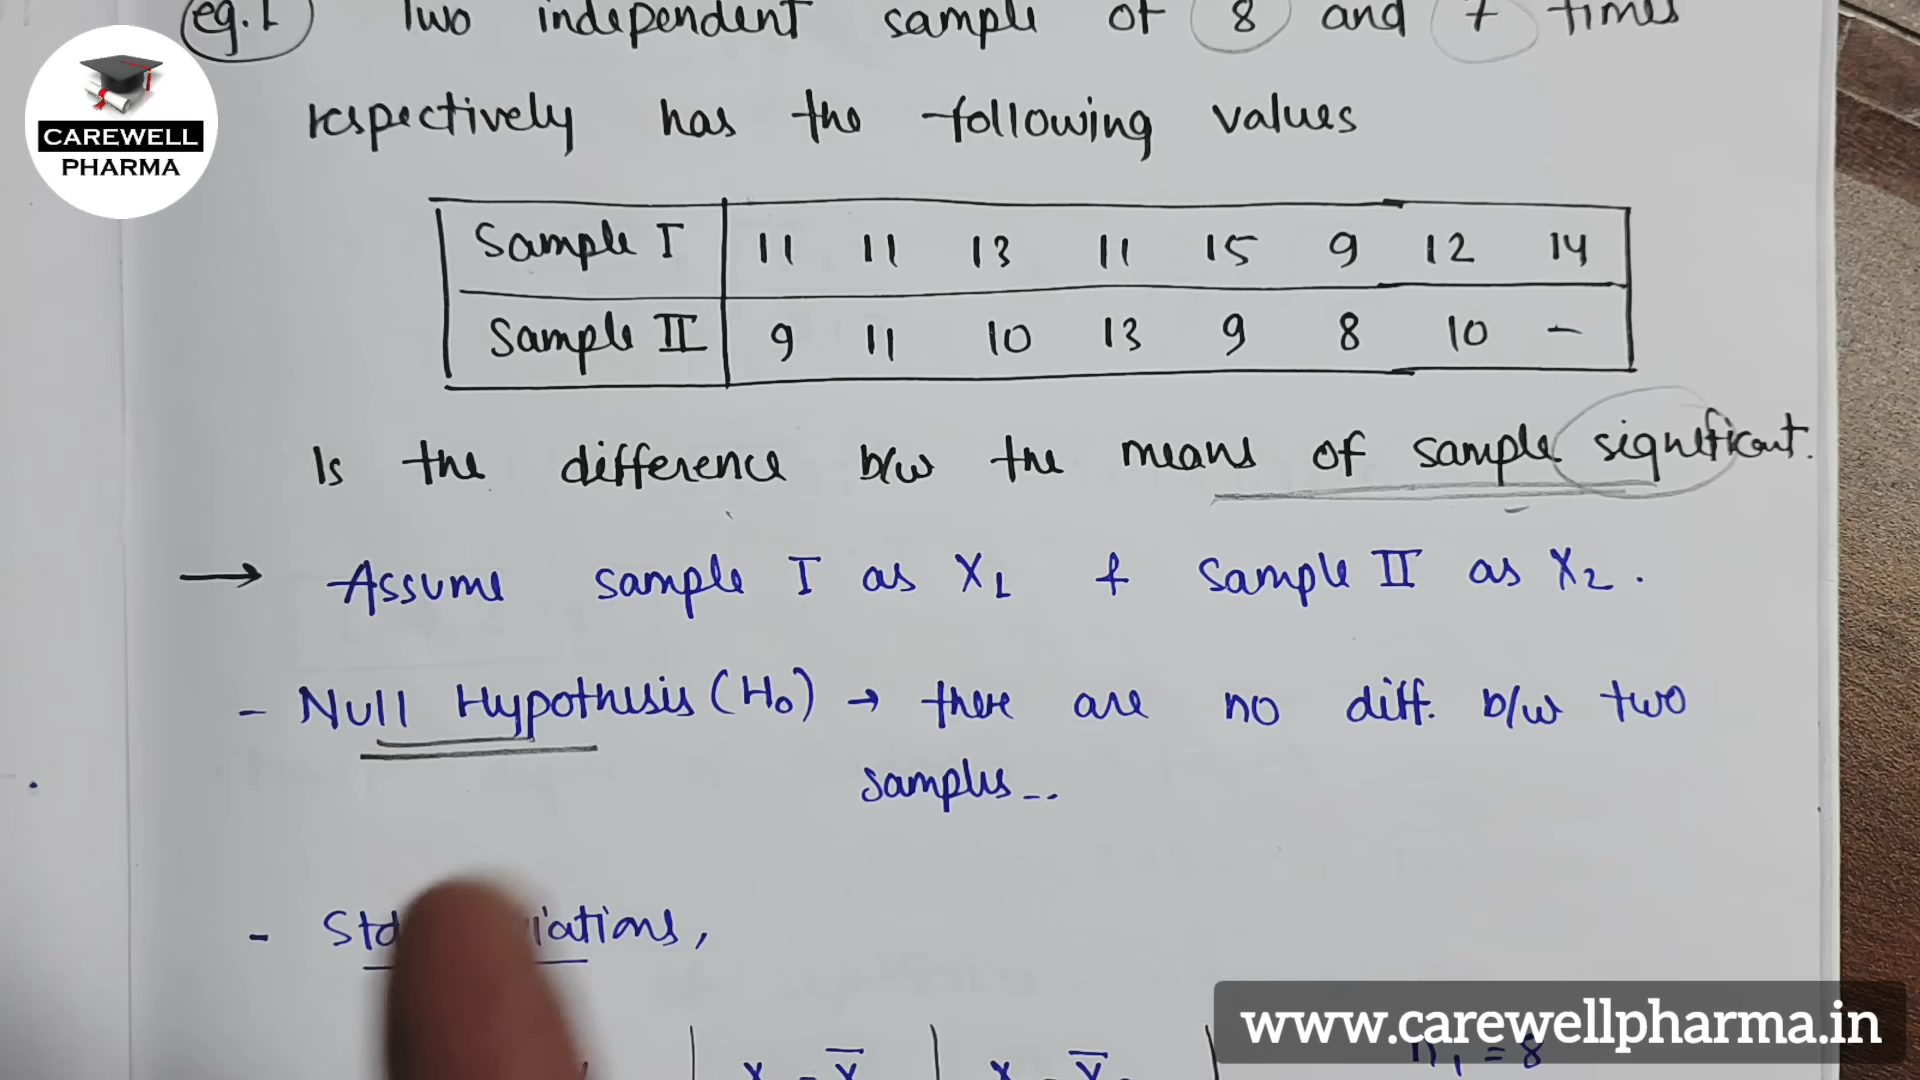 eg.1 Two independent sample of 8 and 7 times
respectively has the following values
CAREWELL
PHARMA
Sample I 11 11 13 11 15 9 12 14
Sample II 9 11 10 13 9 8 10 -
Is the difference b/w the means of sample significant.
→ Assume sample I as X1 & Sample II as X2.
- Null Hypothesis (H0) → there are no diff. b/w two
samples...
- Std
iations,
www.carewellpharma.in
n1 = 8